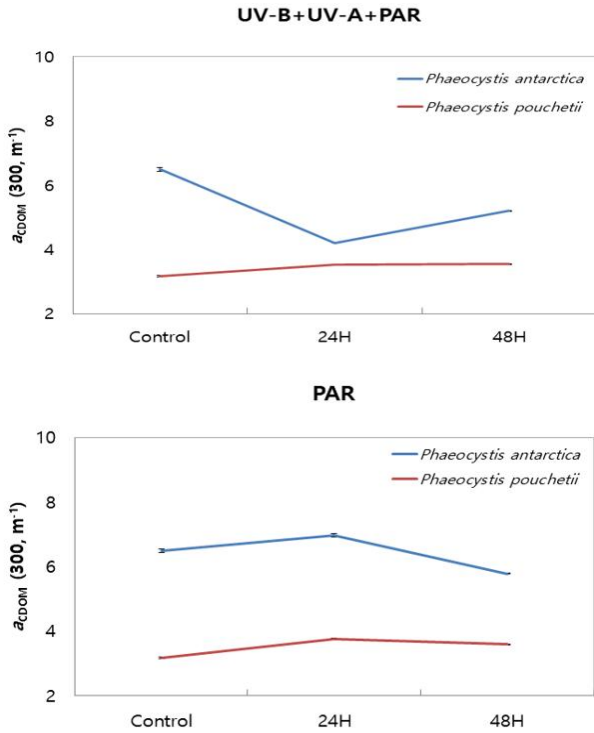 UV-B+UV-A+PAR
10
8
6
4
2
aCDOM (300, m-1)
Phaeocystis antarctica
Phaeocystis pouchetii
Control 24H 48H
PAR
10
8
6
4
2
aCDOM (300, m-1)
Phaeocystis antarctica
Phaeocystis pouchetii
Control 24H 48H